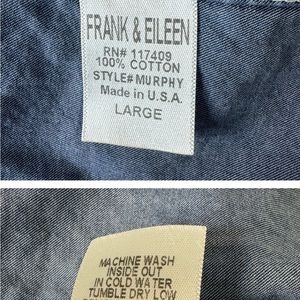 FRANK & EILEEN
RN# 117409
100% COTTON
STYLE# MURPHY
Made in U.S.A.
LARGE
MACHINE WASH
INSIDE OUT
IN COLD WATER
TUMBLE DRY LOW